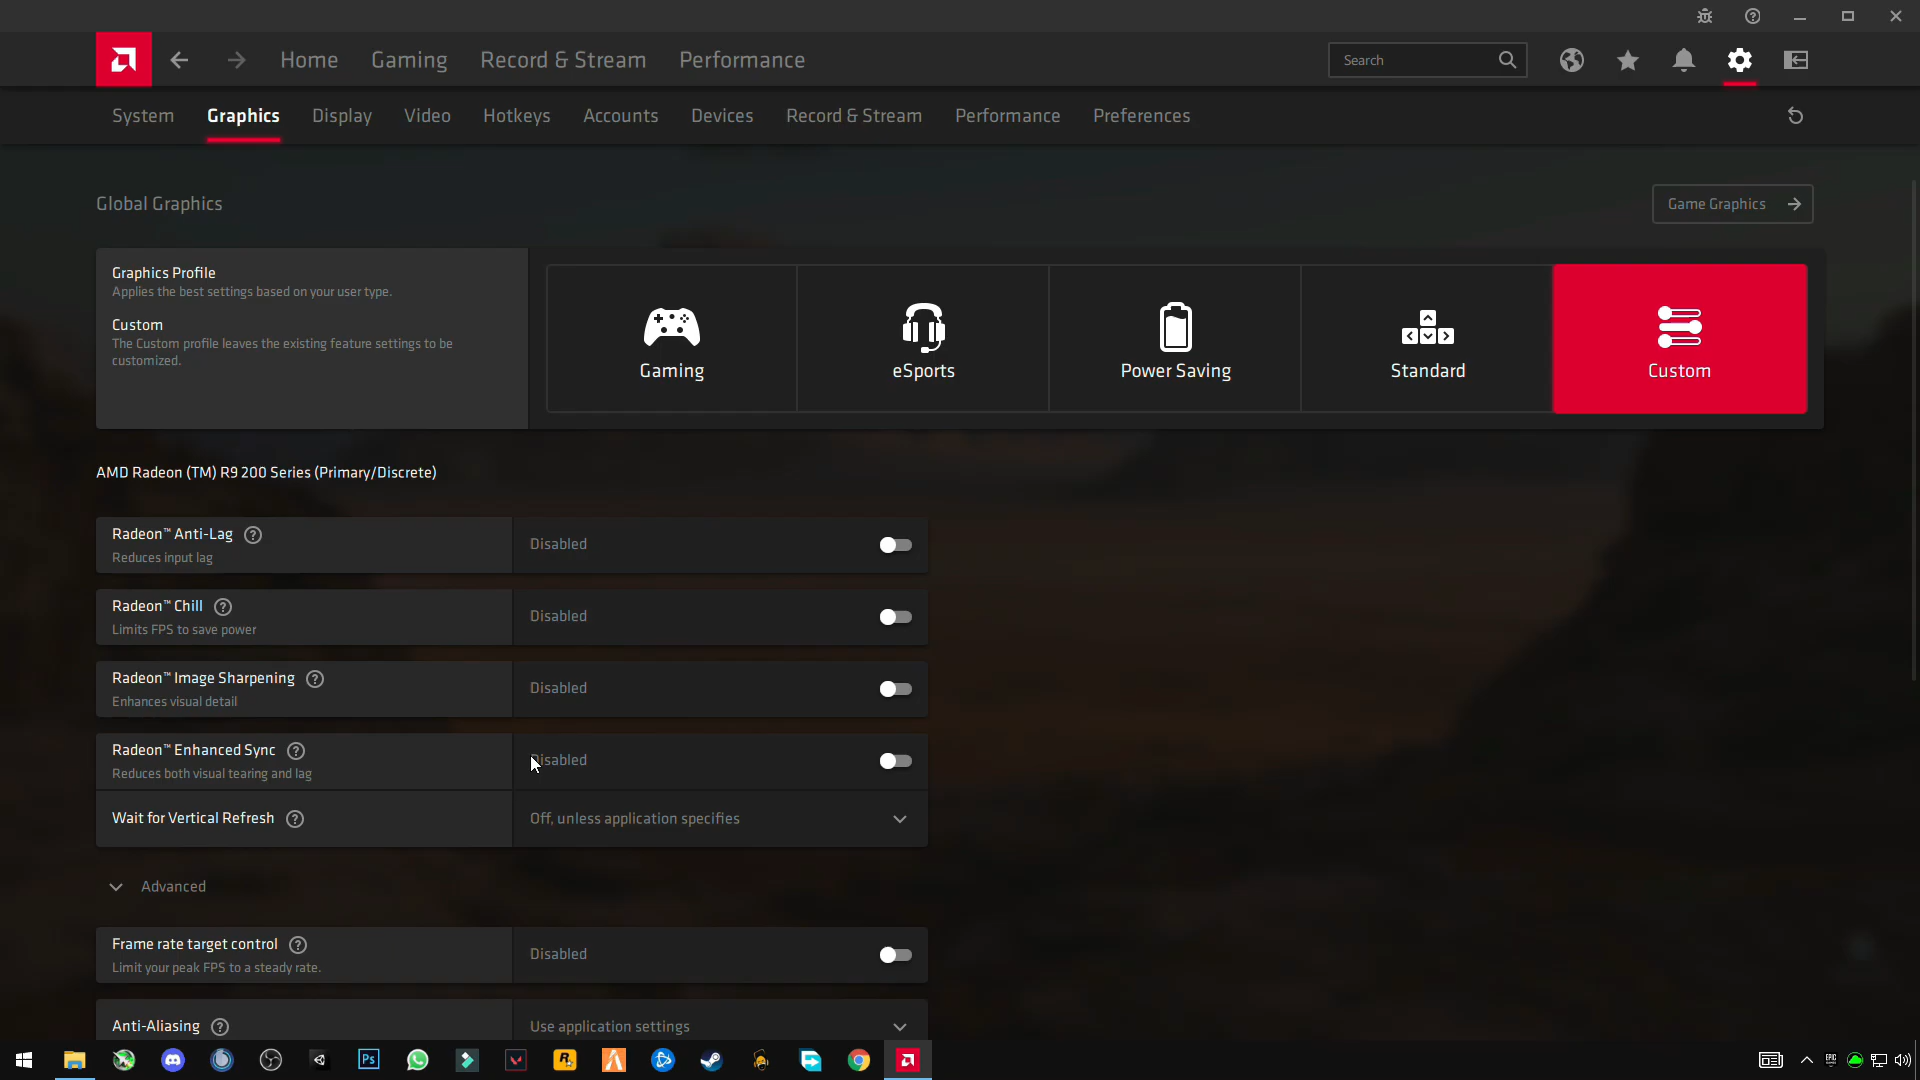 Home Gaming Record & Stream Performance Search
System Graphics Display Video Hotkeys Accounts Devices Record & Stream Performance Preferences
Global Graphics
Game Graphics
Graphics Profile
Applies the best settings based on your user type.
Custom
The Custom profile leaves the existing feature settings to be
customized.
Gaming
eSports
Power Saving
Standard
Custom
AMD Radeon (TM) R9 200 Series (Primary/Discrete)
Radeon™ Anti-Lag
Reduces input lag
Disabled
Radeon™ Chill
Limits FPS to save power
Disabled
Radeon™ Image Sharpening
Enhances visual detail
Disabled
Radeon™ Enhanced Sync
Reduces both visual tearing and lag
Disabled
Wait for Vertical Refresh
Off, unless application specifies
Advanced
Frame rate target control
Limit your peak FPS to a steady rate.
Disabled
Anti-Aliasing
Use application settings
Ps
R
EPIC